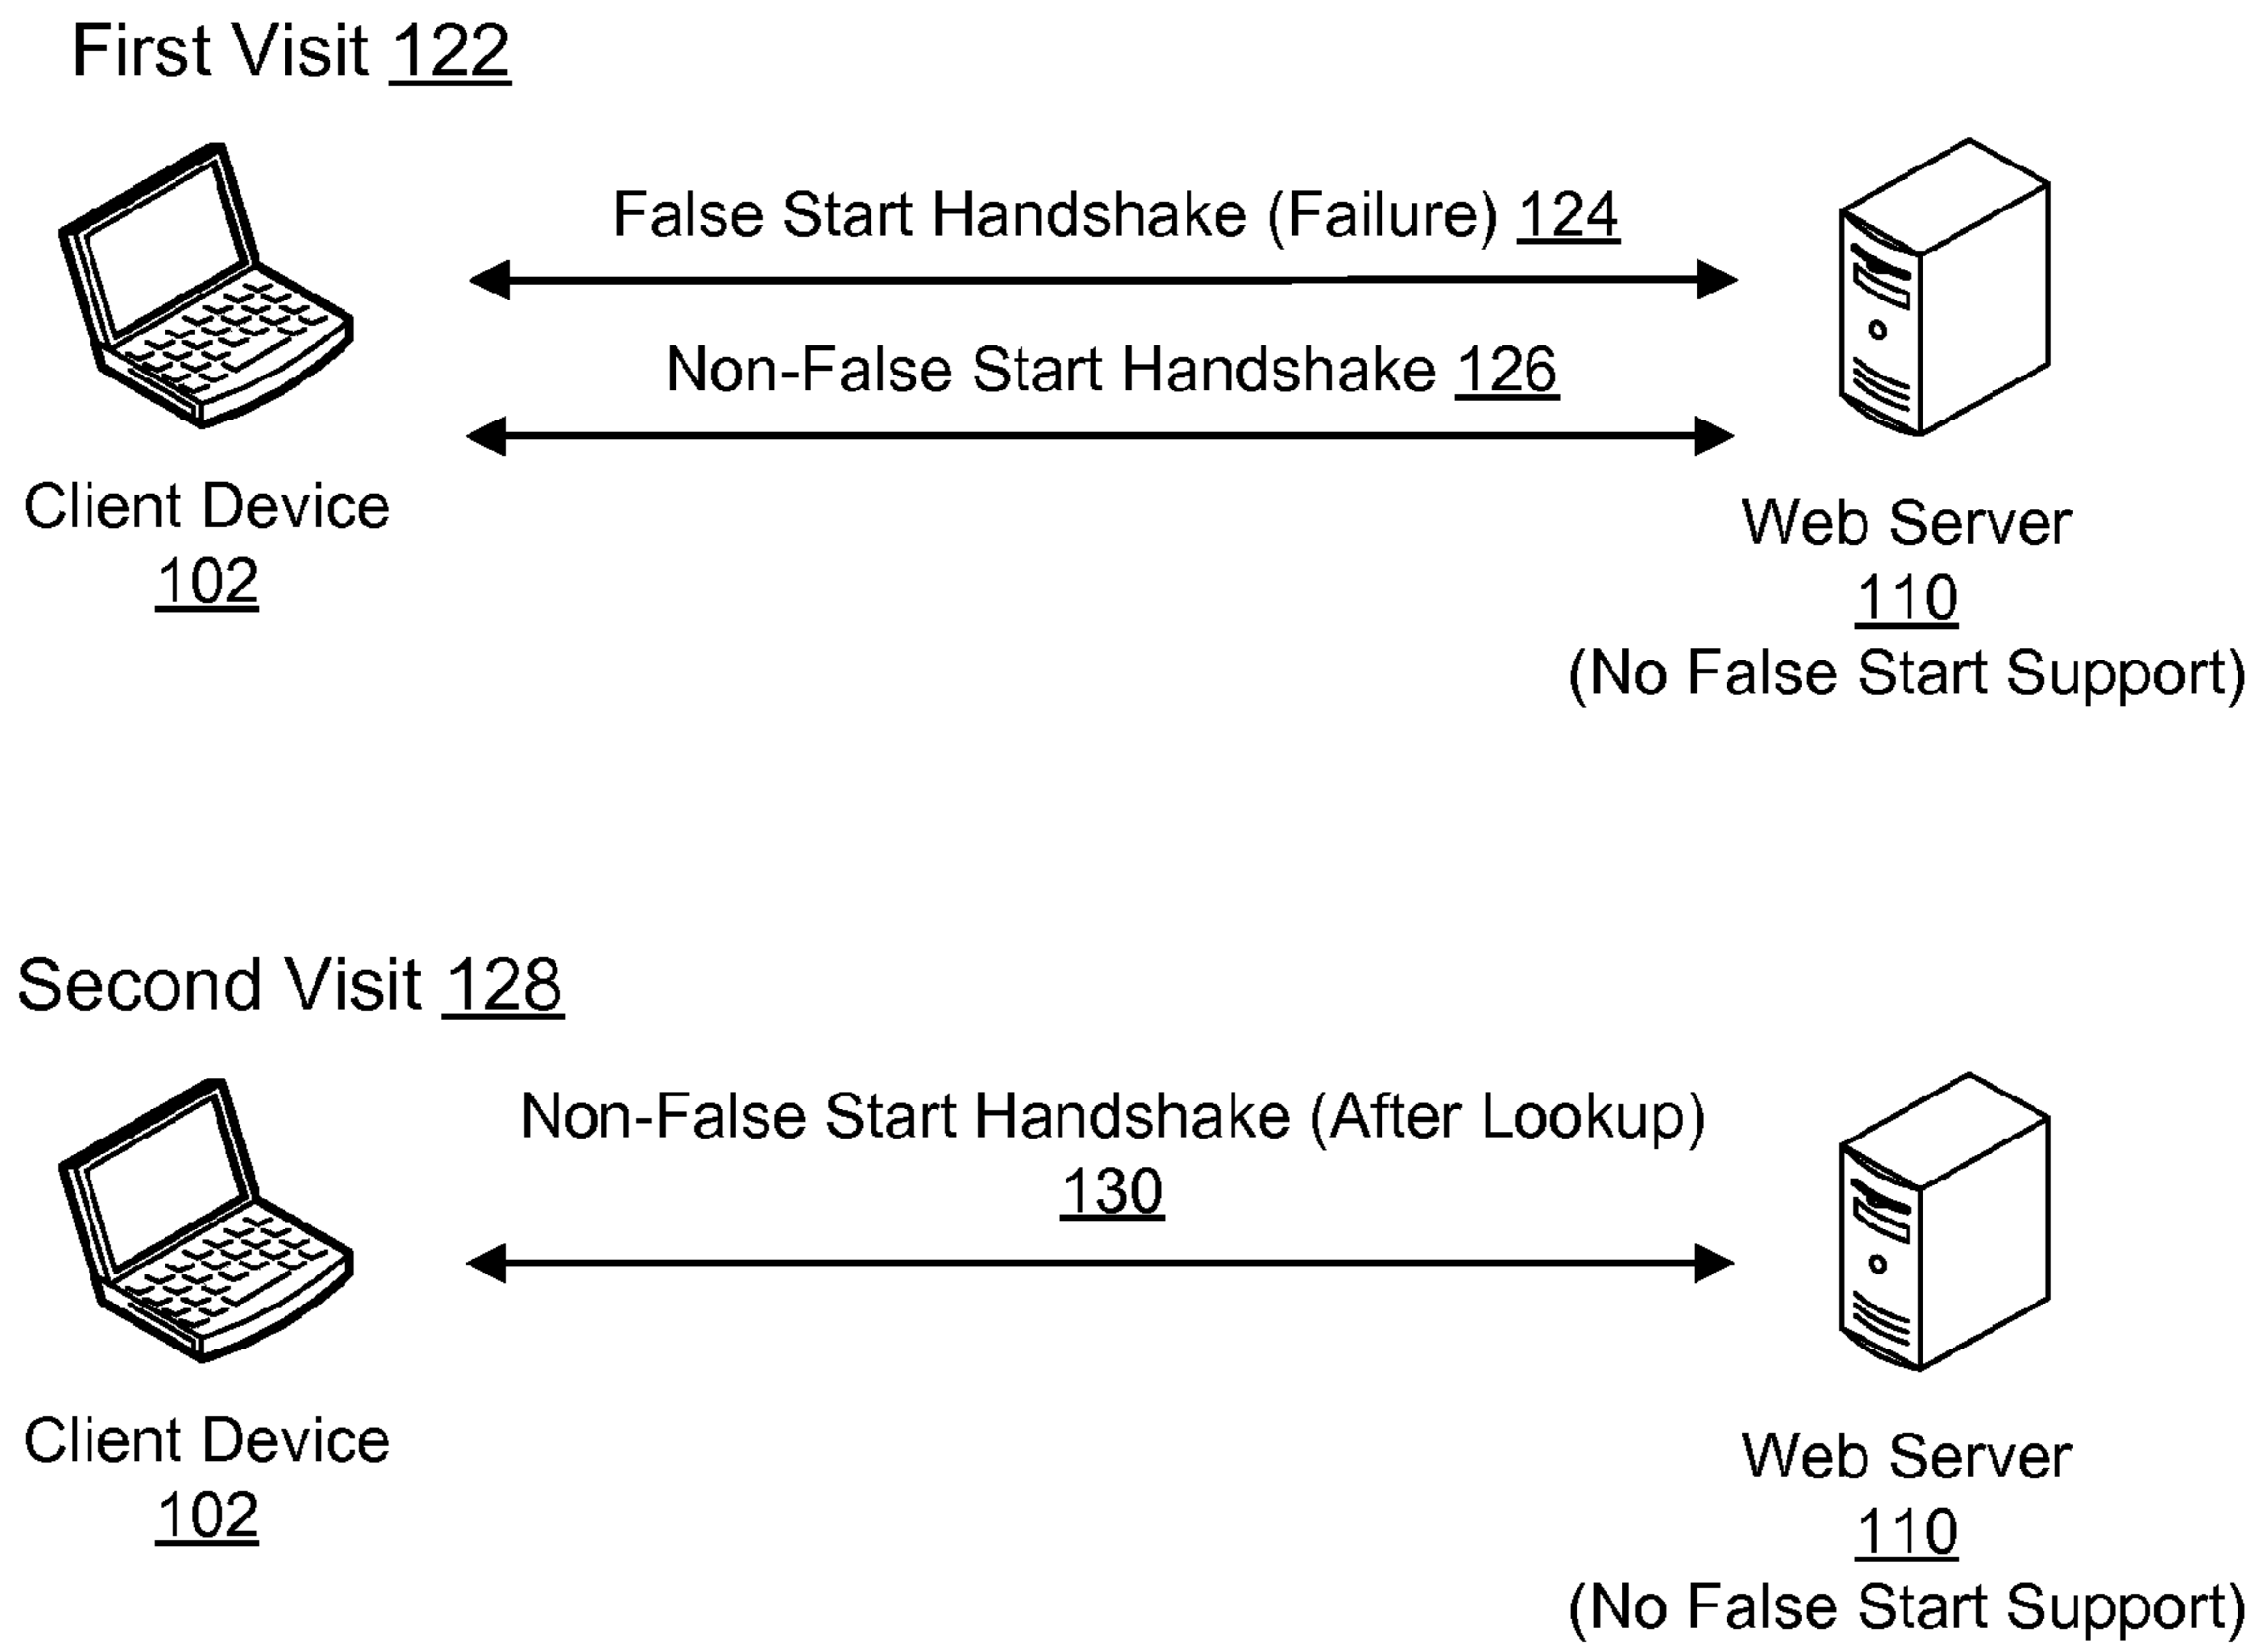 First Visit 122
False Start Handshake (Failure) 124
Non-False Start Handshake 126
Client Device
102
Web Server
110
(No False Start Support)
Second Visit 128
Non-False Start Handshake (After Lookup)
130
Client Device
102
Web Server
110
(No False Start Support)